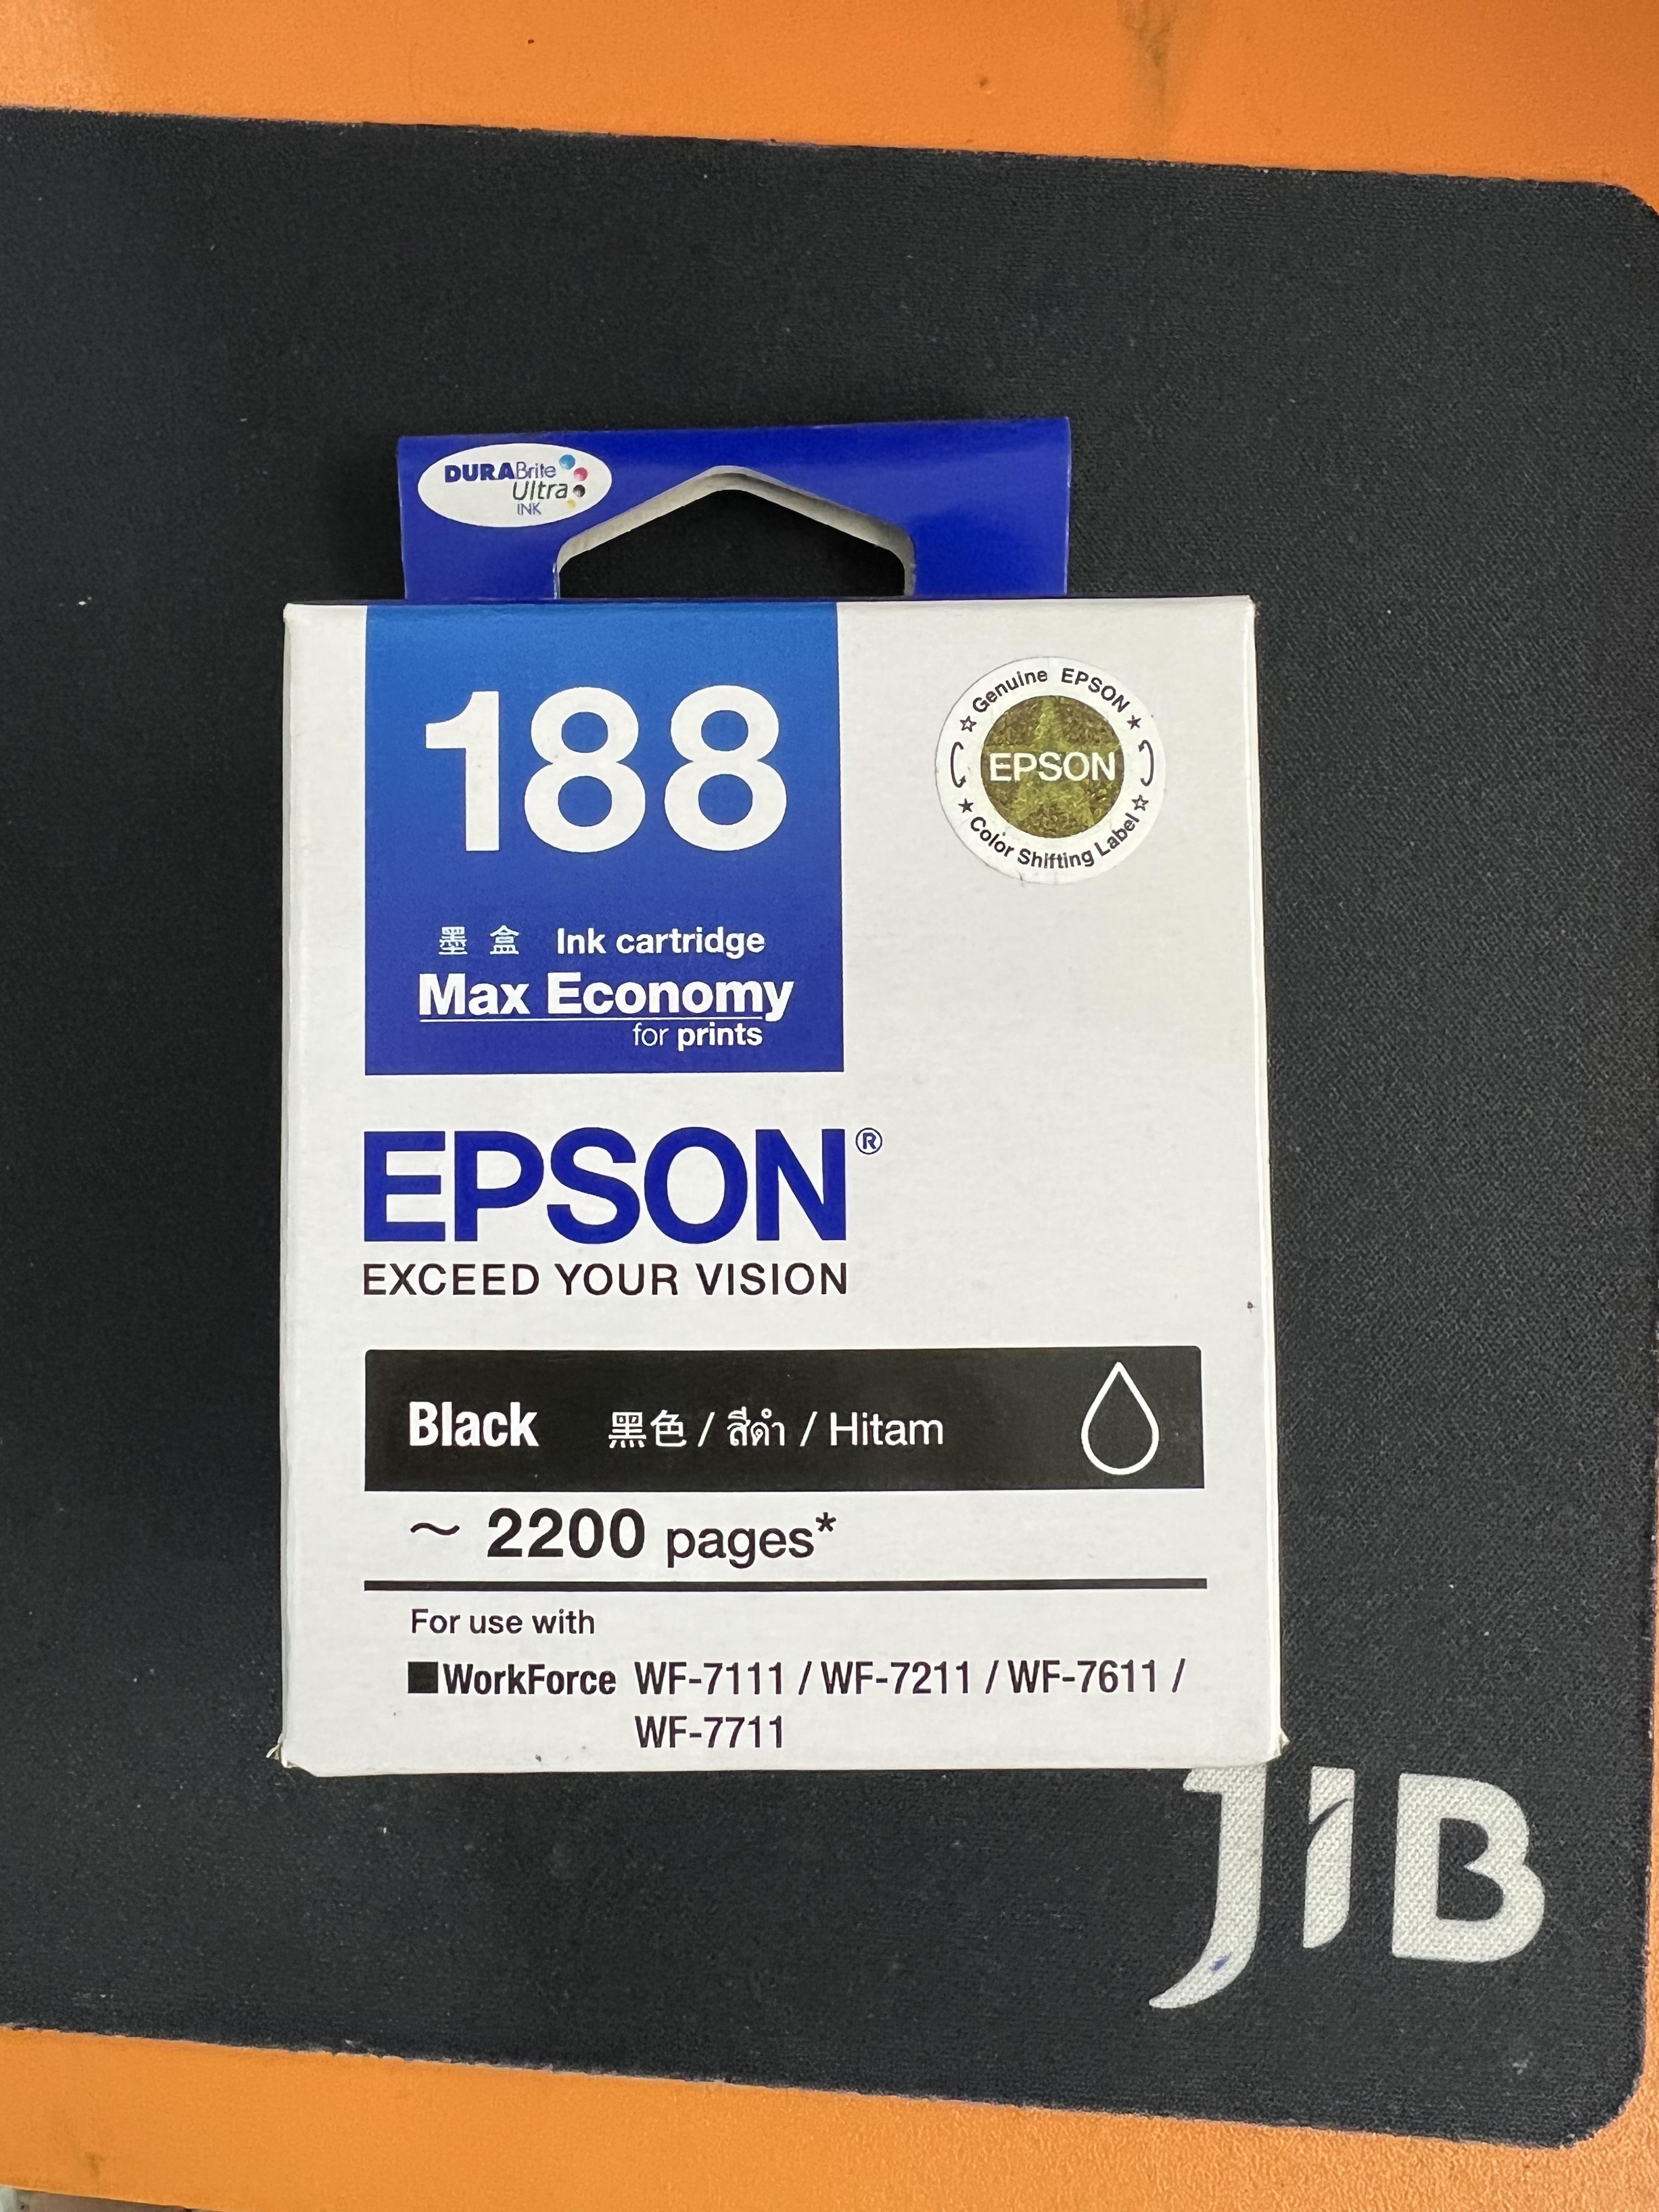 DURABrite
Ultra
INK
188
Genuine EPSON
EPSON
Color Shifting Label
墨盒 Ink cartridge
Max Economy
for prints
EPSON®
EXCEED YOUR VISION
Black 黑色 / สีดำ / Hitam
~ 2200 pages*
For use with
WorkForce WF-7111 / WF-7211 / WF-7611 /
WF-7711
JIB